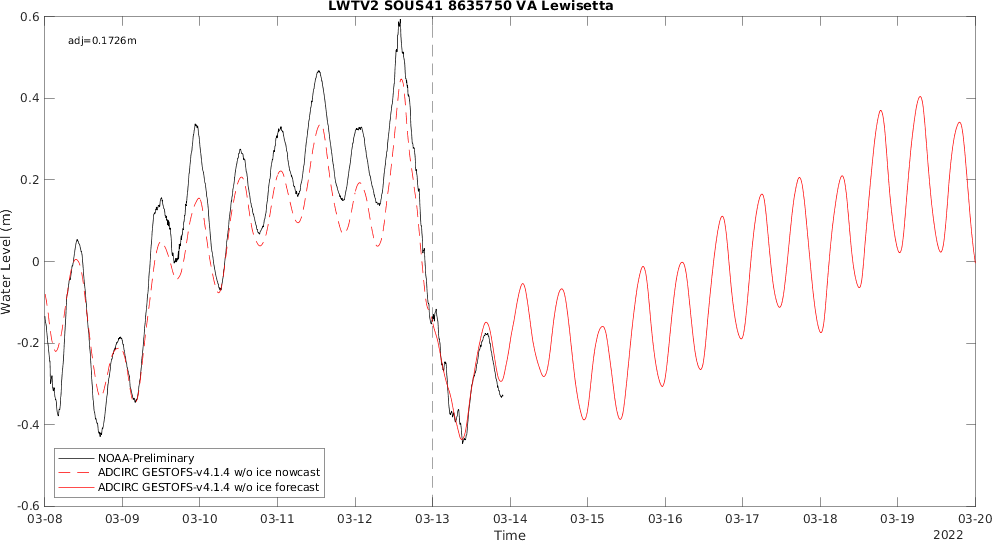 LWTV2 SOUS41 8635750 VA Lewisetta
adj=0.1726m
0.6
0.4
0.2
0
-0.2
-0.4
-0.6
Water Level (m)
NOAA-Preliminary
ADCIRC GESTOFS-v4.1.4 w/o ice nowcast
ADCIRC GESTOFS-v4.1.4 w/o ice forecast
03-08 03-09 03-10 03-11 03-12 03-13 03-14 03-15 03-16 03-17 03-18 03-19 03-20
Time
2022